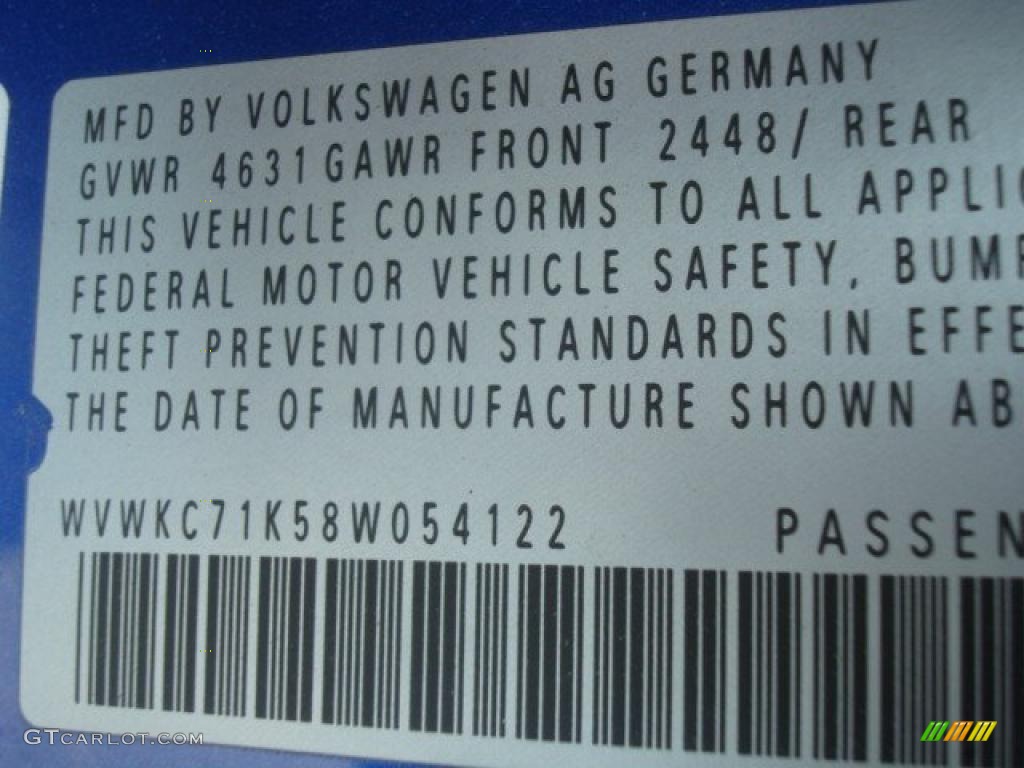 MFD BY VOLKSWAGEN AG GERMANY
GVWR 4631 GAWR FRONT 2448/ REAR
THIS VEHICLE CONFORMS TO ALL APPLI
FEDERAL MOTOR VEHICLE SAFETY, BUM
THEFT PREVENTION STANDARDS IN EFFE
THE DATE OF MANUFACTURE SHOWN AB
WVWKC71K58W054122 PASSEN
GTCARLOT.COM